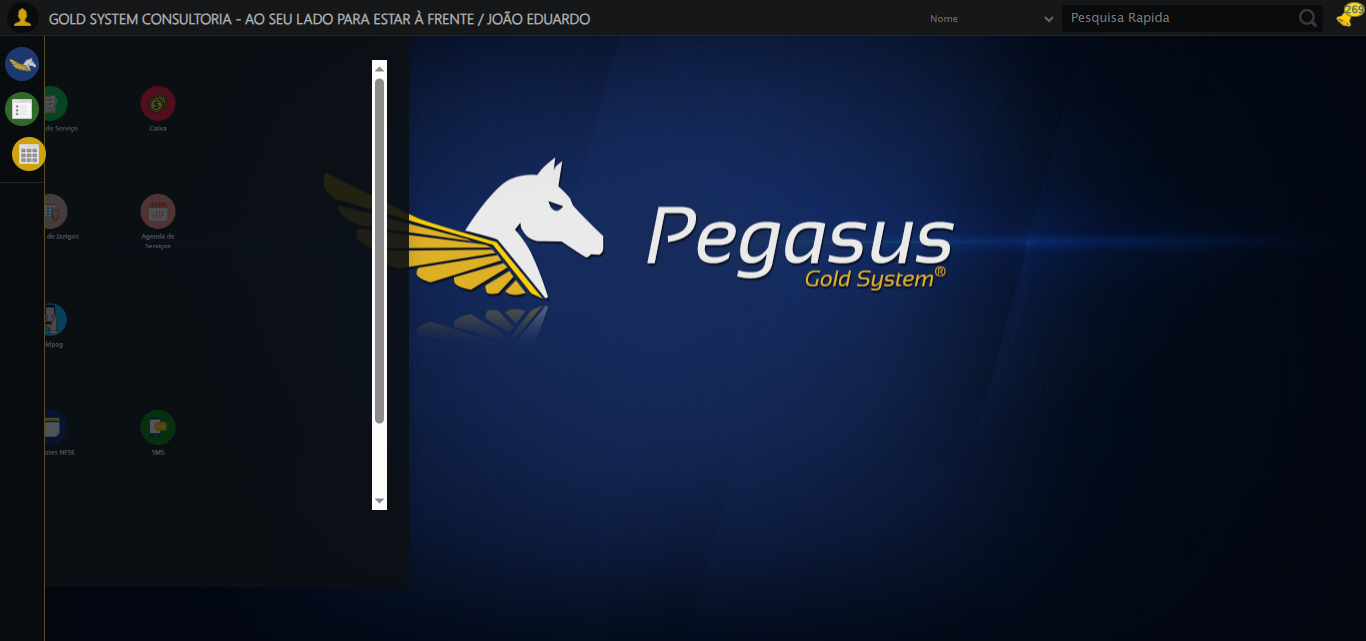 GOLD SYSTEM CONSULTORIA - AO SEU LADO PARA ESTAR À FRENTE / JOÃO EDUARDO
Nome
Pesquisa Rapida
269
de Serviço
Caixa
de Jazigos
Agenda de
Serviços
Pegasus
Gold System®
SMS